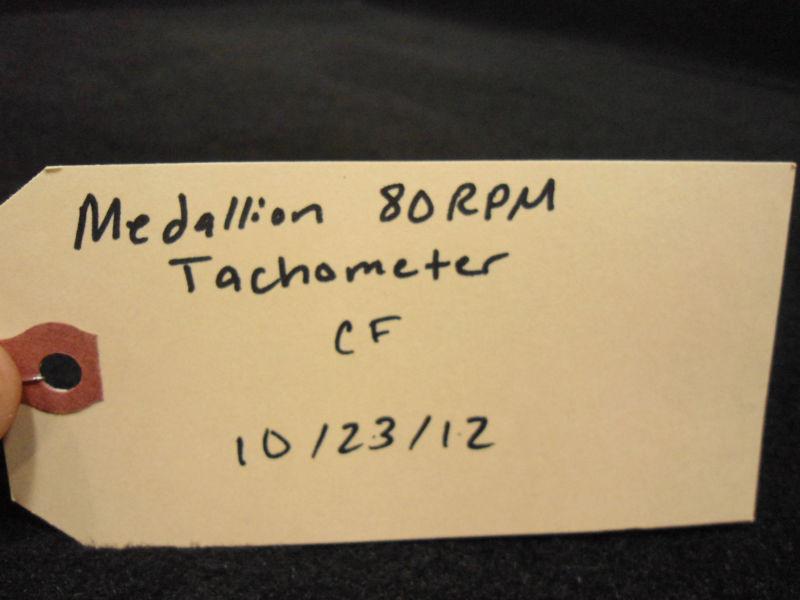 Medallion 80RPM
Tachometer
CF
10/23/12